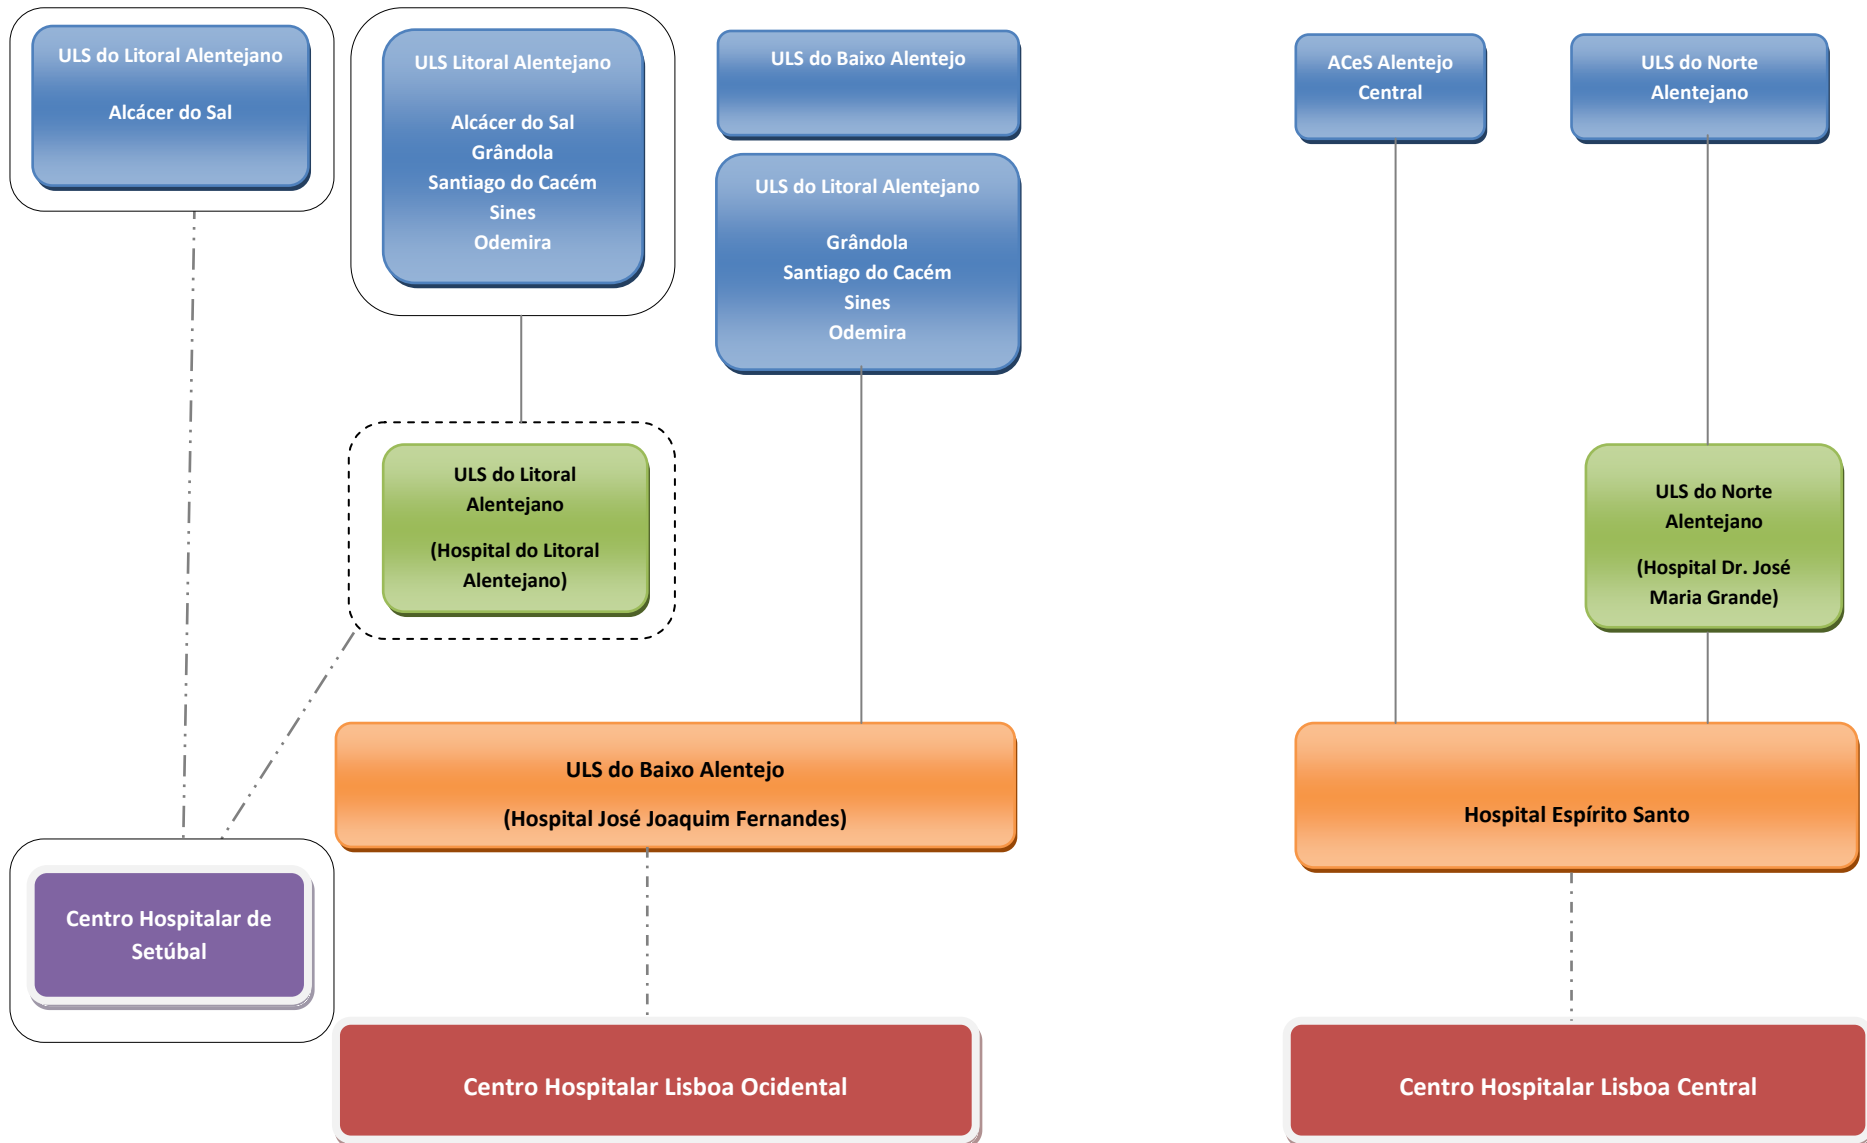 ULS do Litoral Alentejano
Alcácer do Sal
ULS Litoral Alentejano
Alcácer do Sal
Grândola
Santiago do Cacém
Sines
Odemira
ULS do Baixo Alentejo
ULS do Litoral Alentejano
Grândola
Santiago do Cacém
Sines
Odemira
ACeS Alentejo
Central
ULS do Norte
Alentejano
ULS do Litoral
Alentejano
(Hospital do Litoral
Alentejano)
ULS do Norte
Alentejano
(Hospital Dr. José
Maria Grande)
ULS do Baixo Alentejo
(Hospital José Joaquim Fernandes)
Hospital Espírito Santo
Centro Hospitalar de
Setúbal
Centro Hospitalar Lisboa Ocidental
Centro Hospitalar Lisboa Central